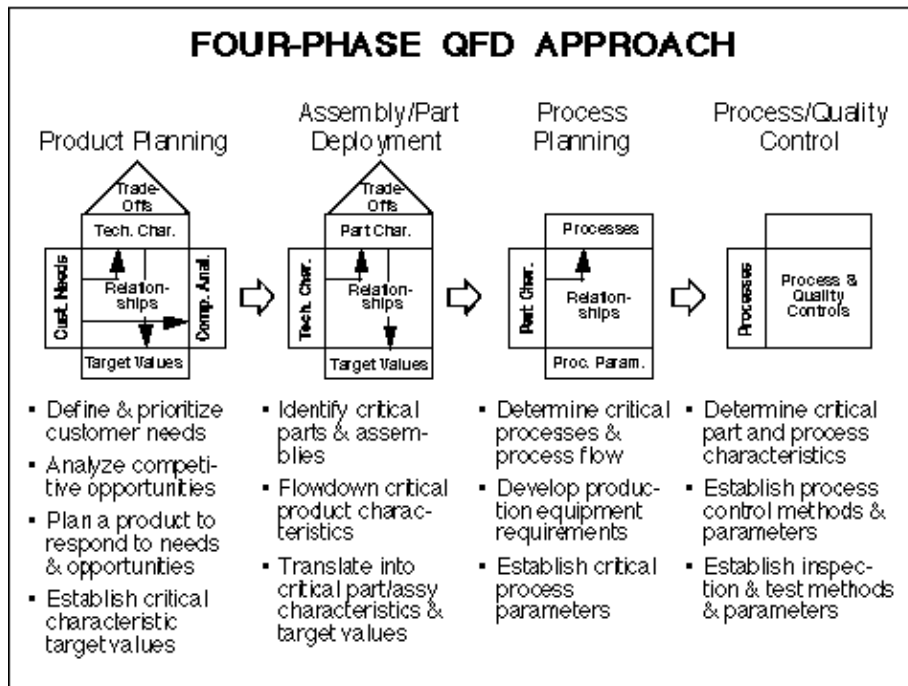 FOUR-PHASE QFD APPROACH
Product Planning
Assembly/Part
Deployment
Process
Planning
Process/Quality
Control
Trade-
Offs
Tech. Char.
Cust. Needs
Relation-
ships
Comp. Anal.
Target Values
Trade-
Offs
Part Char.
Tech. Char.
Relation-
ships
Target Values
Processes
Part Char.
Relation-
ships
Proc. Param.
Processes
Process &
Quality
Controls
▪ Define & prioritize
customer needs
▪ Analyze competi-
tive opportunities
▪ Plan a product to
respond to needs
& opportunities
▪ Establish critical
characteristic
target values
▪ Identify critical
parts & assem-
blies
▪ Flowdown critical
product charac-
teristics
▪ Translate into
critical part/assy
characteristics &
target values
▪ Determine critical
processes &
process flow
▪ Develop produc-
tion equipment
requirements
▪ Establish critical
process
parameters
▪ Determine critical
part and process
characteristics
▪ Establish process
control methods &
parameters
▪ Establish inspec-
tion & test methods
& parameters